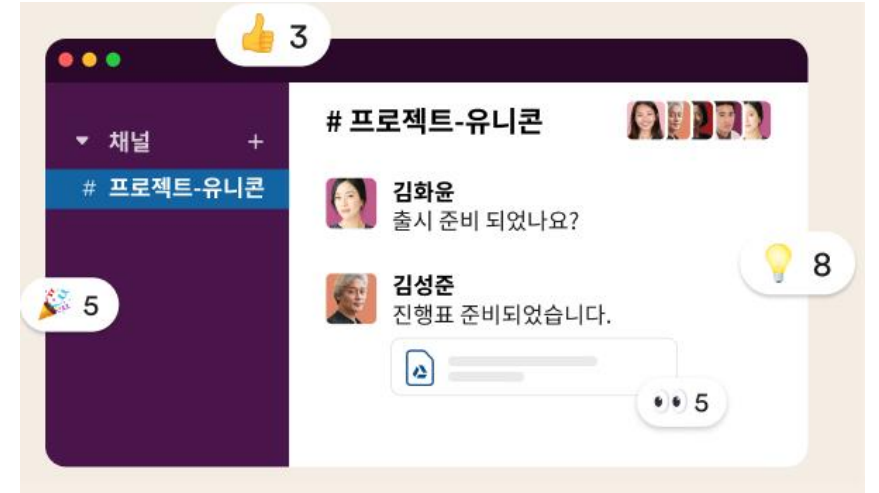 👍 3
채널 +
# 프로젝트-유니콘
# 프로젝트-유니콘
김화윤
출시 준비 되었나요?
💡 8
김성준
진행표 준비되었습니다.
🎉 5
👀 5